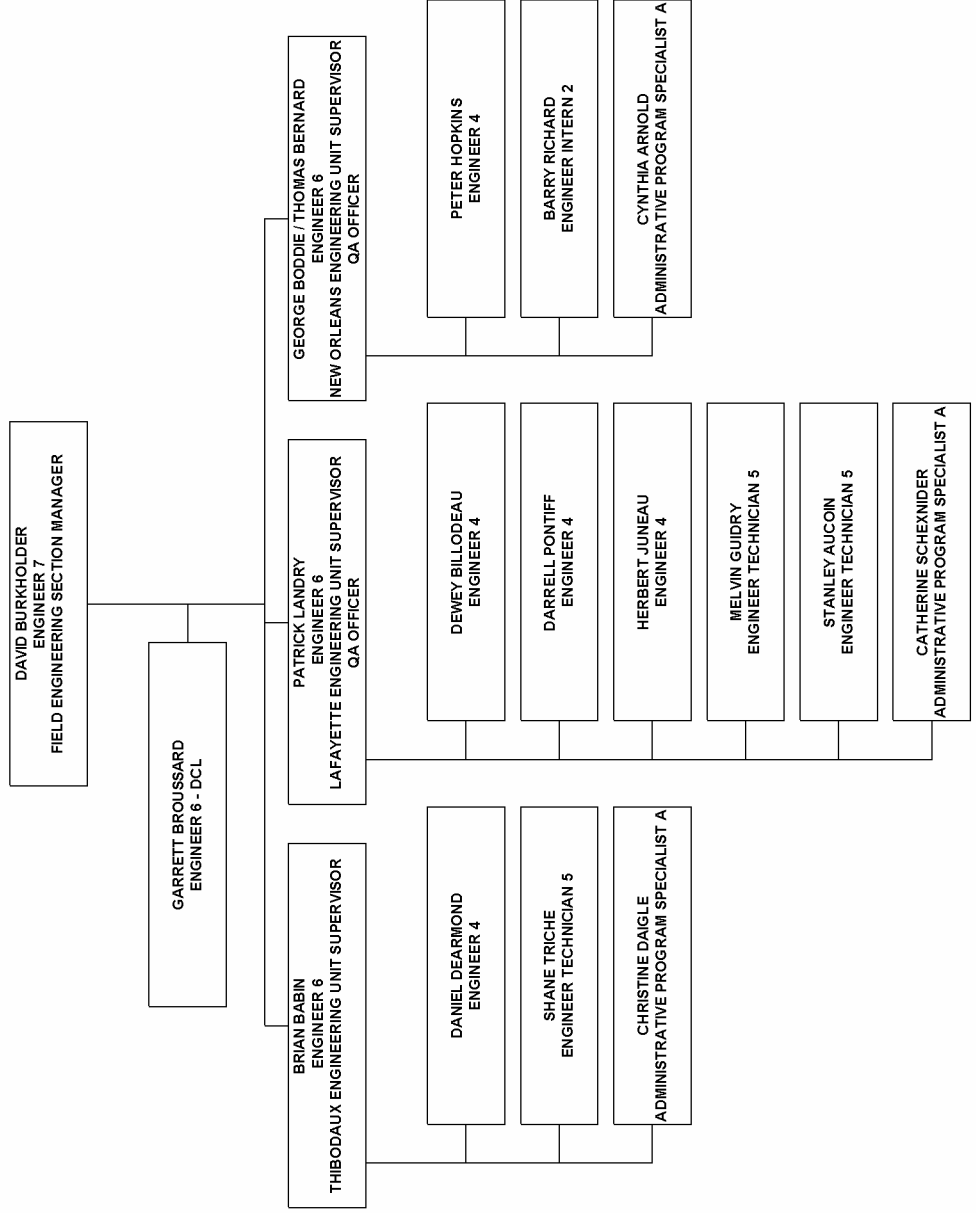 DAVID BURKHOLDER
ENGINEER 7
FIELD ENGINEERING SECTION MANAGER
GARRETT BROUSSARD
ENGINEER 6 - DCL
BRIAN BABIN
ENGINEER 6
THIBODAUX ENGINEERING UNIT SUPERVISOR
DANIEL DEARMOND
ENGINEER 4
SHANE TRICHE
ENGINEER TECHNICIAN 5
CHRISTINE DAIGLE
ADMINISTRATIVE PROGRAM SPECIALIST A
PATRICK LANDRY
ENGINEER 6
LAFAYETTE ENGINEERING UNIT SUPERVISOR
QA OFFICER
DEWEY BILLODEAU
ENGINEER 4
DARRELL PONTIFF
ENGINEER 4
HERBERT JUNEAU
ENGINEER 4
MELVIN GUIDRY
ENGINEER TECHNICIAN 5
STANLEY AUCOIN
ENGINEER TECHNICIAN 5
CATHERINE SCHEXNIDER
ADMINISTRATIVE PROGRAM SPECIALIST A
GEORGE BODDIE / THOMAS BERNARD
ENGINEER 6
NEW ORLEANS ENGINEERING UNIT SUPERVISOR
QA OFFICER
PETER HOPKINS
ENGINEER 4
BARRY RICHARD
ENGINEER INTERN 2
CYNTHIA ARNOLD
ADMINISTRATIVE PROGRAM SPECIALIST A